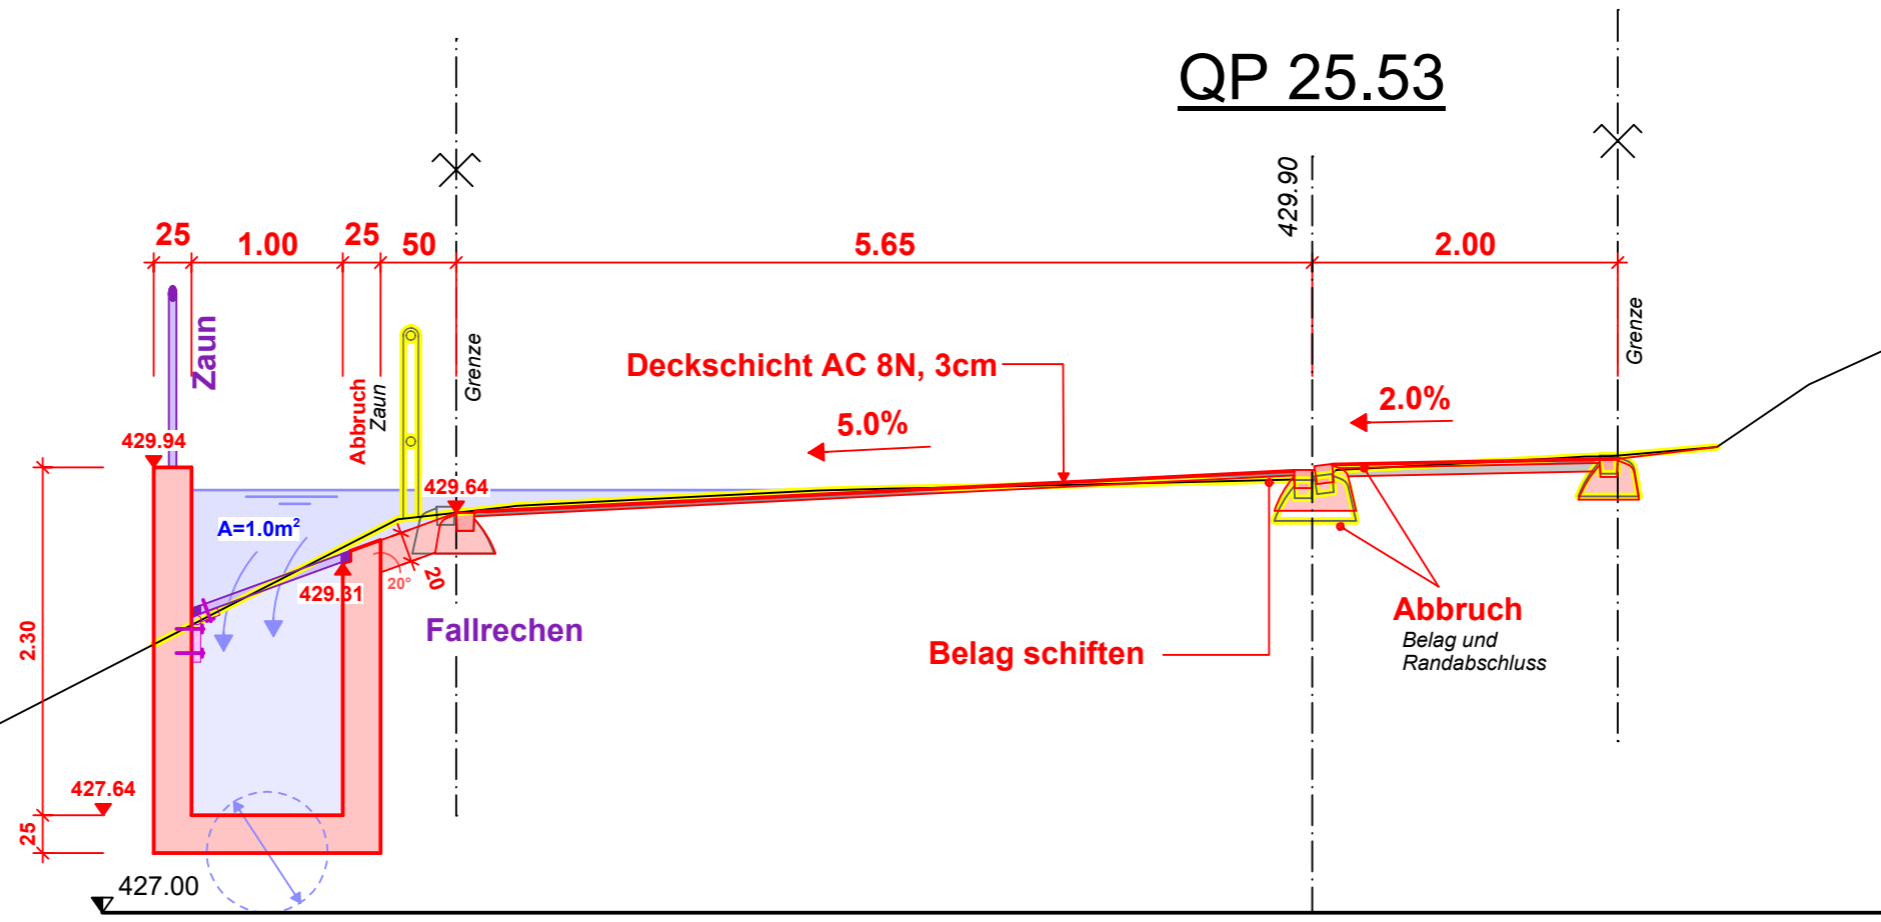 QP 25.53
429.90
25
1.00
25
50
5.65
2.00
Zaun
Abbruch
Zaun
Grenze
Grenze
Deckschicht AC 8N, 3cm
5.0%
2.0%
429.94
429.64
A=1.0m²
429.31
20°
20
Fallrechen
Belag schiften
Abbruch
Belag und
Randabschluss
2.30
427.64
25
427.00